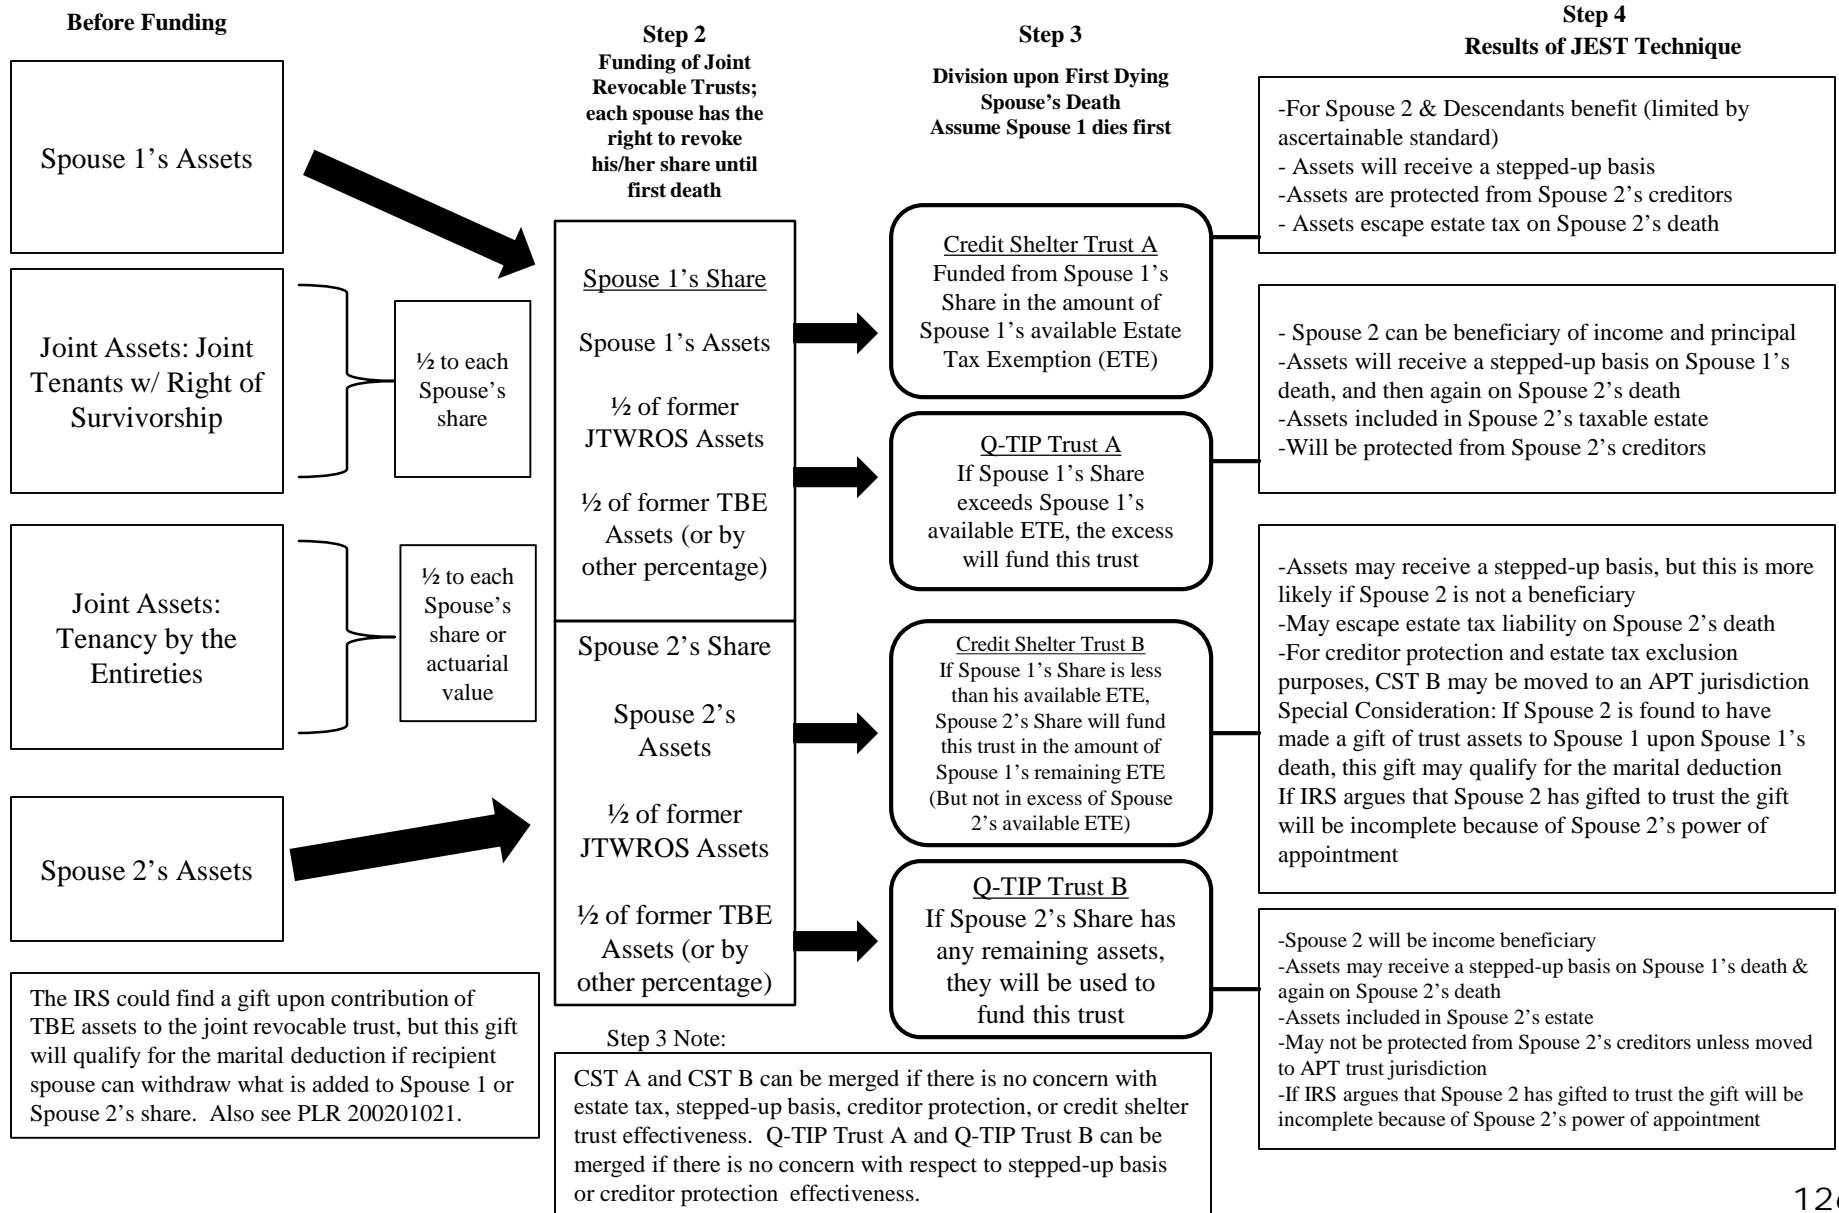 Before Funding
Spouse 1’s Assets
Joint Assets: Joint
Tenants w/ Right of
Survivorship
½ to each
Spouse’s
share
Joint Assets:
Tenancy by the
Entireties
½ to each
Spouse’s
share or
actuarial
value
Spouse 2’s Assets
The IRS could find a gift upon contribution of
TBE assets to the joint revocable trust, but this gift
will qualify for the marital deduction if recipient
spouse can withdraw what is added to Spouse 1 or
Spouse 2’s share.  Also see PLR 200201021.
Step 2
Funding of Joint
Revocable Trusts;
each spouse has the
right to revoke
his/her share until
first death
Spouse 1’s Share
Spouse 1’s Assets
½ of former
JTWROS Assets
½ of former TBE
Assets (or by
other percentage)
Spouse 2’s Share
Spouse 2’s
Assets
½ of former
JTWROS Assets
½ of former TBE
Assets (or by
other percentage)
Step 3
Division upon First Dying
Spouse’s Death
Assume Spouse 1 dies first
Credit Shelter Trust A
Funded from Spouse 1’s
Share in the amount of
Spouse 1’s available Estate
Tax Exemption (ETE)
Q-TIP Trust A
If Spouse 1’s Share
exceeds Spouse 1’s
available ETE, the excess
will fund this trust
Credit Shelter Trust B
If Spouse 1’s Share is less
than his available ETE,
Spouse 2’s Share will fund
this trust in the amount of
Spouse 1’s remaining ETE
(But not in excess of Spouse
2’s available ETE)
Q-TIP Trust B
If Spouse 2’s Share has
any remaining assets,
they will be used to
fund this trust
Step 3 Note:
CST A and CST B can be merged if there is no concern with
estate tax, stepped-up basis, creditor protection, or credit shelter
trust effectiveness.  Q-TIP Trust A and Q-TIP Trust B can be
merged if there is no concern with respect to stepped-up basis
or creditor protection  effectiveness.
Step 4
Results of JEST Technique
-For Spouse 2 & Descendants benefit (limited by
ascertainable standard)
- Assets will receive a stepped-up basis
-Assets are protected from Spouse 2’s creditors
- Assets escape estate tax on Spouse 2’s death
- Spouse 2 can be beneficiary of income and principal
-Assets will receive a stepped-up basis on Spouse 1’s
death, and then again on Spouse 2’s death
-Assets included in Spouse 2’s taxable estate
-Will be protected from Spouse 2’s creditors
-Assets may receive a stepped-up basis, but this is more
likely if Spouse 2 is not a beneficiary
-May escape estate tax liability on Spouse 2’s death
-For creditor protection and estate tax exclusion
purposes, CST B may be moved to an APT jurisdiction
Special Consideration: If Spouse 2 is found to have
made a gift of trust assets to Spouse 1 upon Spouse 1’s
death, this gift may qualify for the marital deduction
If IRS argues that Spouse 2 has gifted to trust the gift
will be incomplete because of Spouse 2’s power of
appointment
-Spouse 2 will be income beneficiary
-Assets may receive a stepped-up basis on Spouse 1’s death &
again on Spouse 2’s death
-Assets included in Spouse 2’s estate
-May not be protected from Spouse 2’s creditors unless moved
to APT trust jurisdiction
-If IRS argues that Spouse 2 has gifted to trust the gift will be
incomplete because of Spouse 2’s power of appointment